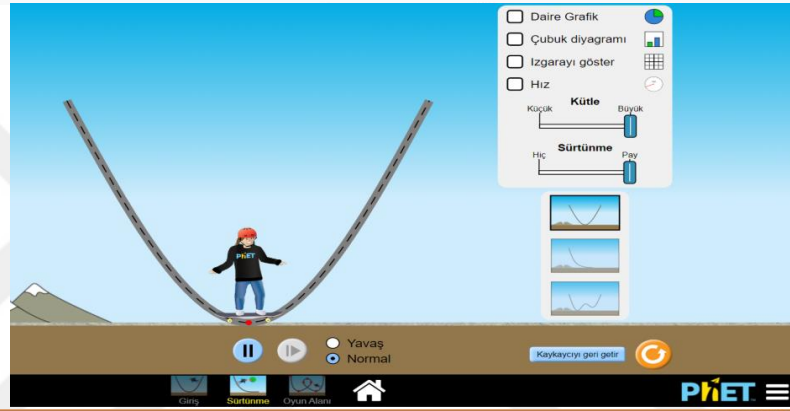 Daire Grafik
Çubuk diyagramı
Izgarayı göster
Hız
Kütle
Küçük Büyük
Sürtünme
Hiç Pay
PhET
Yavaş
Normal
Kaykaycıyı geri getir
Giriş Sürtünme Oyun Alanı
PhET